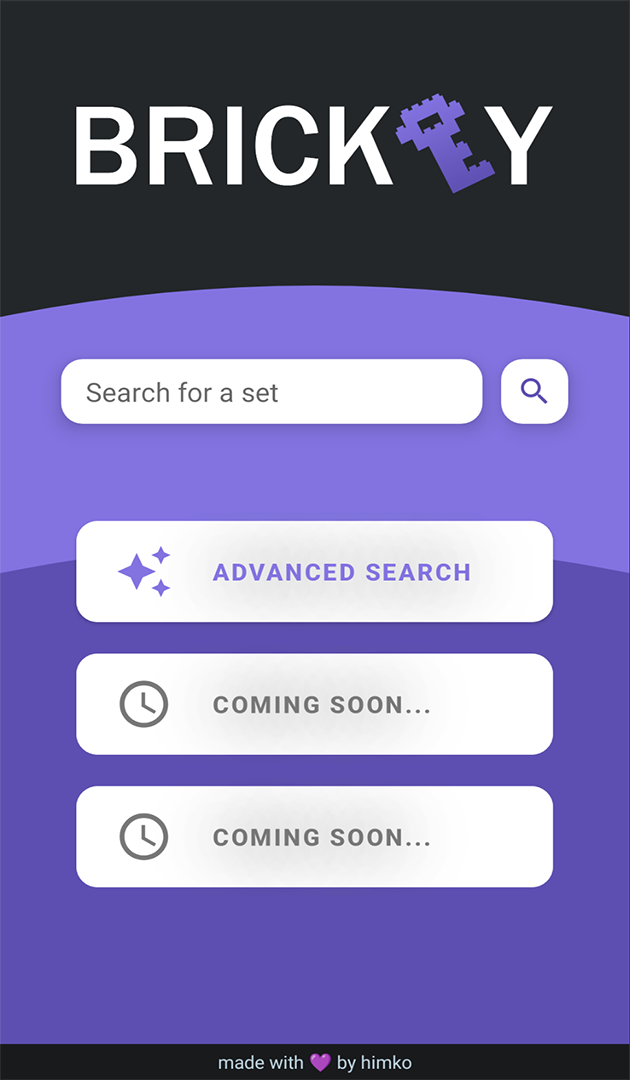 BRICKEY
Search for a set
ADVANCED SEARCH
COMING SOON...
COMING SOON...
made with 💜 by himko